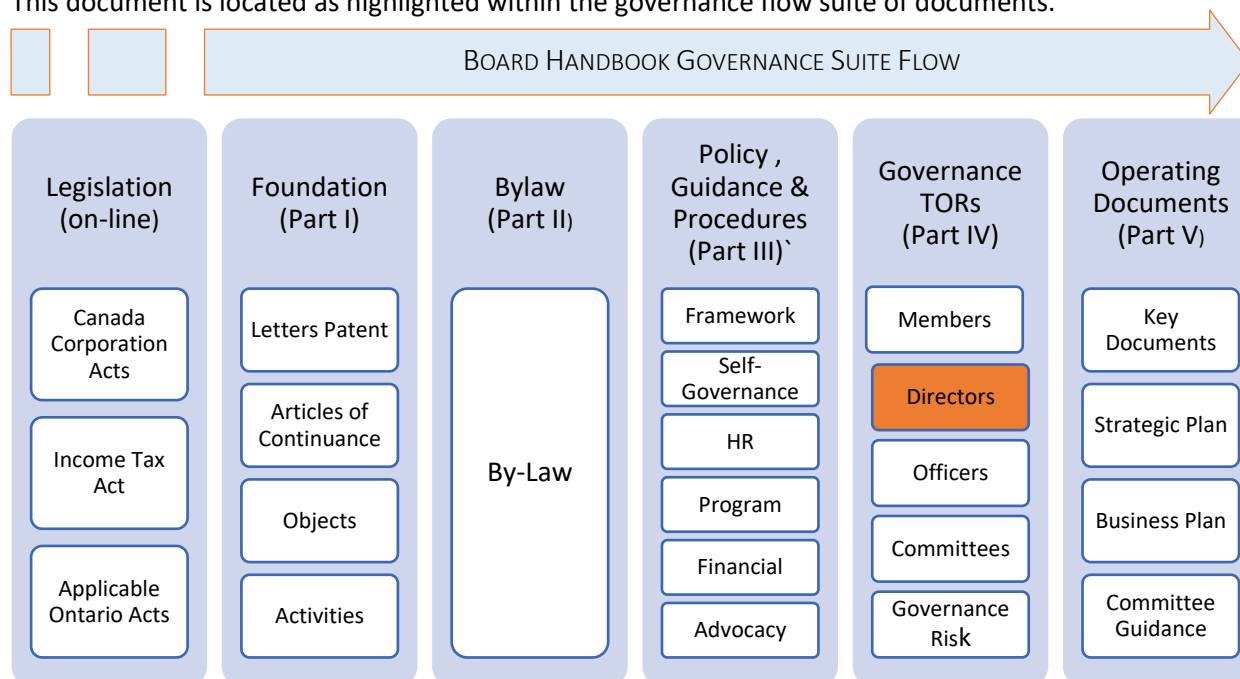 This document is located as highlighted within the governance flow suite of documents.
BOARD HANDBOOK GOVERNANCE SUITE FLOW
Legislation
(on-line)
Canada
Corporation
Acts
Income Tax
Act
Applicable
Ontario Acts
Foundation
(Part I)
Letters Patent
Articles of
Continuance
Objects
Activities
Bylaw
(Part II)
By-Law
Policy ,
Guidance &
Procedures
(Part III)`
Framework
Self-
Governance
HR
Program
Financial
Advocacy
Governance
TORs
(Part IV)
Members
Directors
Officers
Committees
Governance
Risk
Operating
Documents
(Part V)
Key
Documents
Strategic Plan
Business Plan
Committee
Guidance